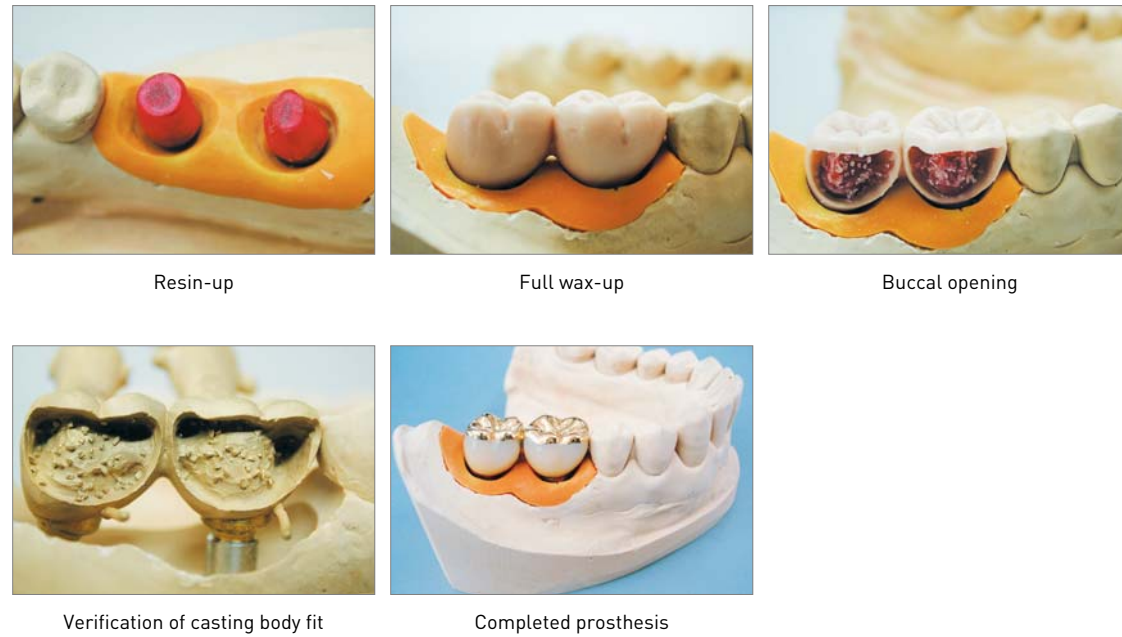 Resin-up
Full wax-up
Buccal opening
Verification of casting body fit
Completed prosthesis